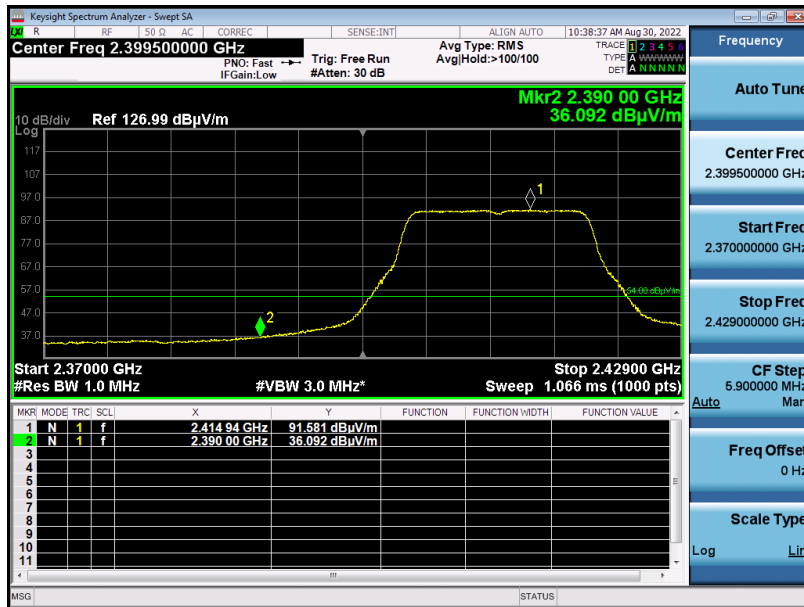 Keysight Spectrum Analyzer - Swept SA
LXI R RF 50 Ω AC CORREC SENSE:INT ALIGN AUTO 10:38:37 AM Aug 30, 2022
Center Freq 2.399500000 GHz
PNO: Fast
IFGain:Low
Trig: Free Run
#Atten: 30 dB
Avg Type: RMS
Avg|Hold:>100/100
TRACE 1 2 3 4 5 6
TYPE A WWWWW
DET A N N N N N
Mkr2 2.390 00 GHz
36.092 dBµV/m
10 dB/div Ref 126.99 dBµV/m
Log
117
107
97.0
87.0
77.0
67.0
57.0
47.0
37.0
1
2
54.00 dBµV/m
Start 2.37000 GHz
Stop 2.42900 GHz
#Res BW 1.0 MHz
#VBW 3.0 MHz*
Sweep 1.066 ms (1000 pts)
MKR MODE TRC SCL X Y FUNCTION FUNCTION WIDTH FUNCTION VALUE
1 N 1 f 2.414 94 GHz 91.581 dBµV/m
2 N 1 f 2.390 00 GHz 36.092 dBµV/m
3
4
5
6
7
8
9
10
11
MSG
STATUS
Frequency
Auto Tune
Center Freq
2.399500000 GHz
Start Freq
2.370000000 GHz
Stop Freq
2.429000000 GHz
CF Step
5.900000 MHz
Auto Man
Freq Offset
0 Hz
Scale Type
Log Lin